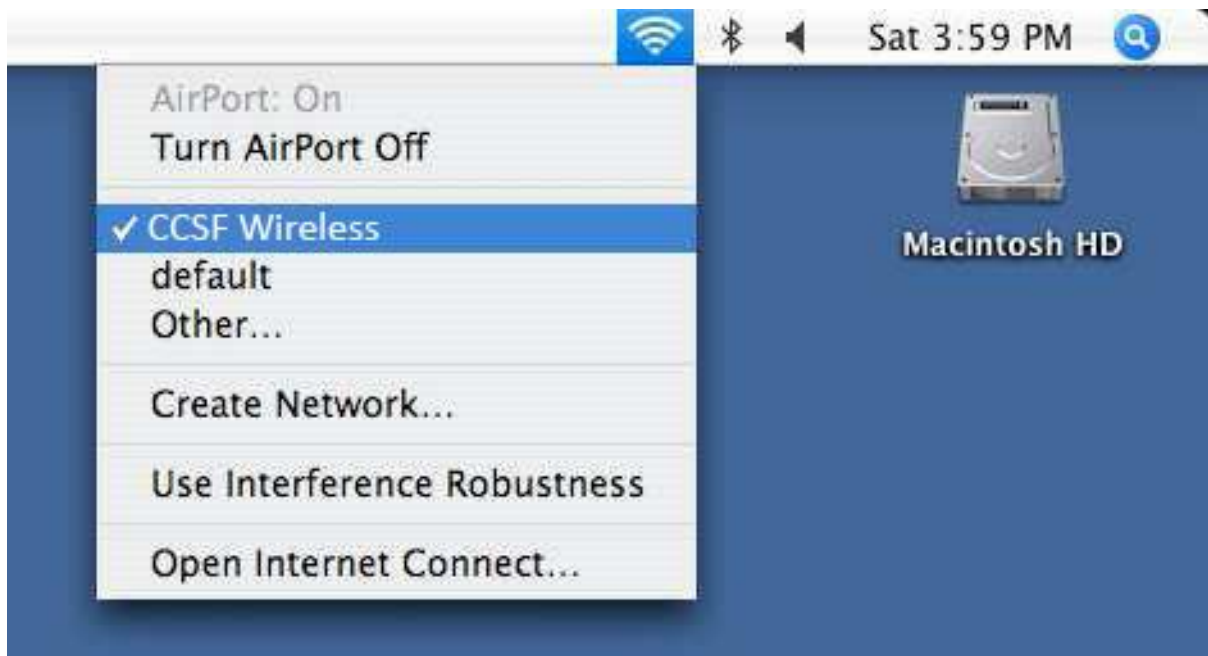 Sat 3:59 PM
AirPort: On
Turn AirPort Off
✓ CCSF Wireless
default
Other...
Create Network...
Use Interference Robustness
Open Internet Connect...
Macintosh HD